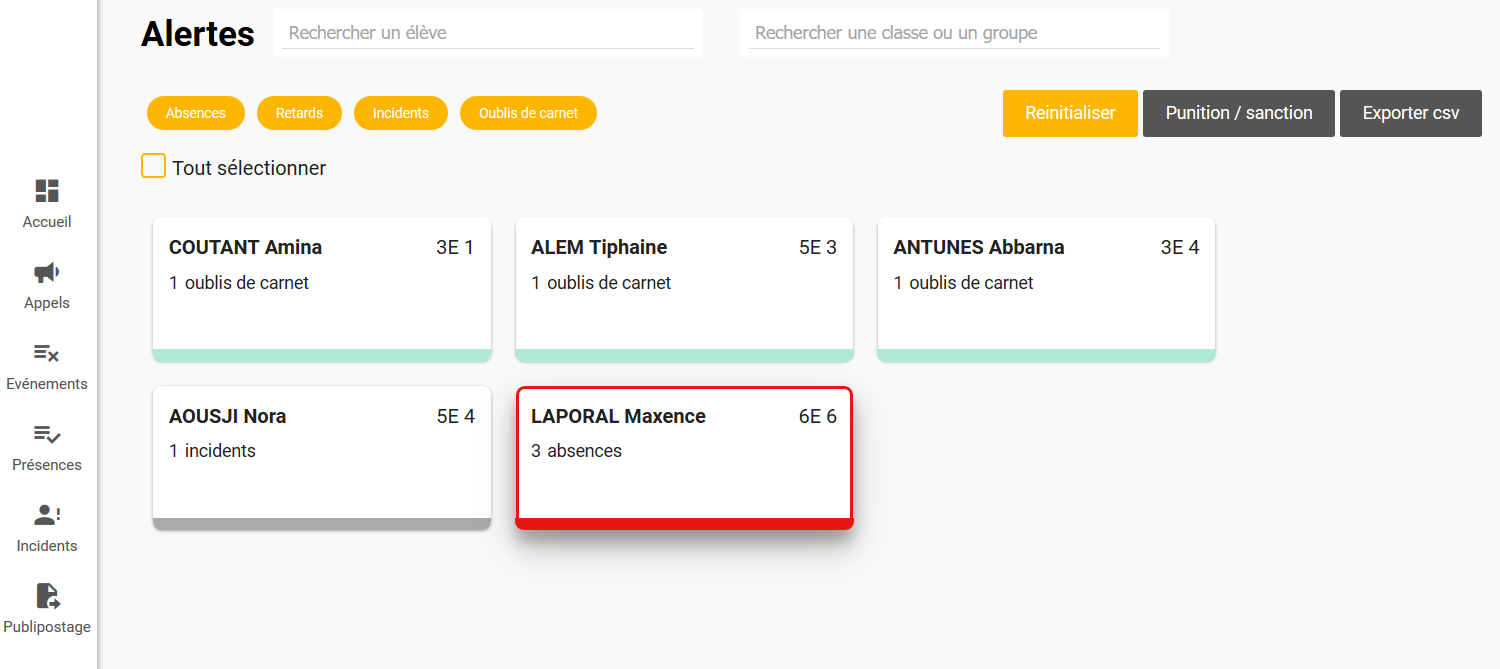 Alertes
Rechercher un élève
Rechercher une classe ou un groupe
Absences
Retards
Incidents
Oublis de carnet
Reinitialiser
Punition / sanction
Exporter csv
Tout sélectionner
Accueil
Appels
Evénements
Présences
Incidents
Publipostage
COUTANT Amina 3E 1
1 oublis de carnet
ALEM Tiphaine 5E 3
1 oublis de carnet
ANTUNES Abbarna 3E 4
1 oublis de carnet
AOUSJI Nora 5E 4
1 incidents
LAPORAL Maxence 6E 6
3 absences